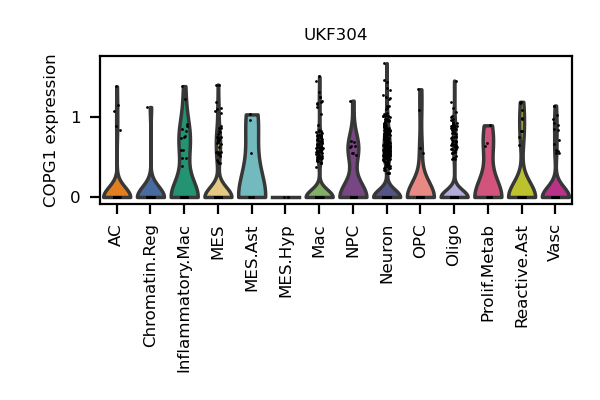 UKF304
COPG1 expression
1
0
AC
Chromatin.Reg
Inflammatory.Mac
MES
MES.Ast
MES.Hyp
Mac
NPC
Neuron
OPC
Oligo
Prolif.Metab
Reactive.Ast
Vasc